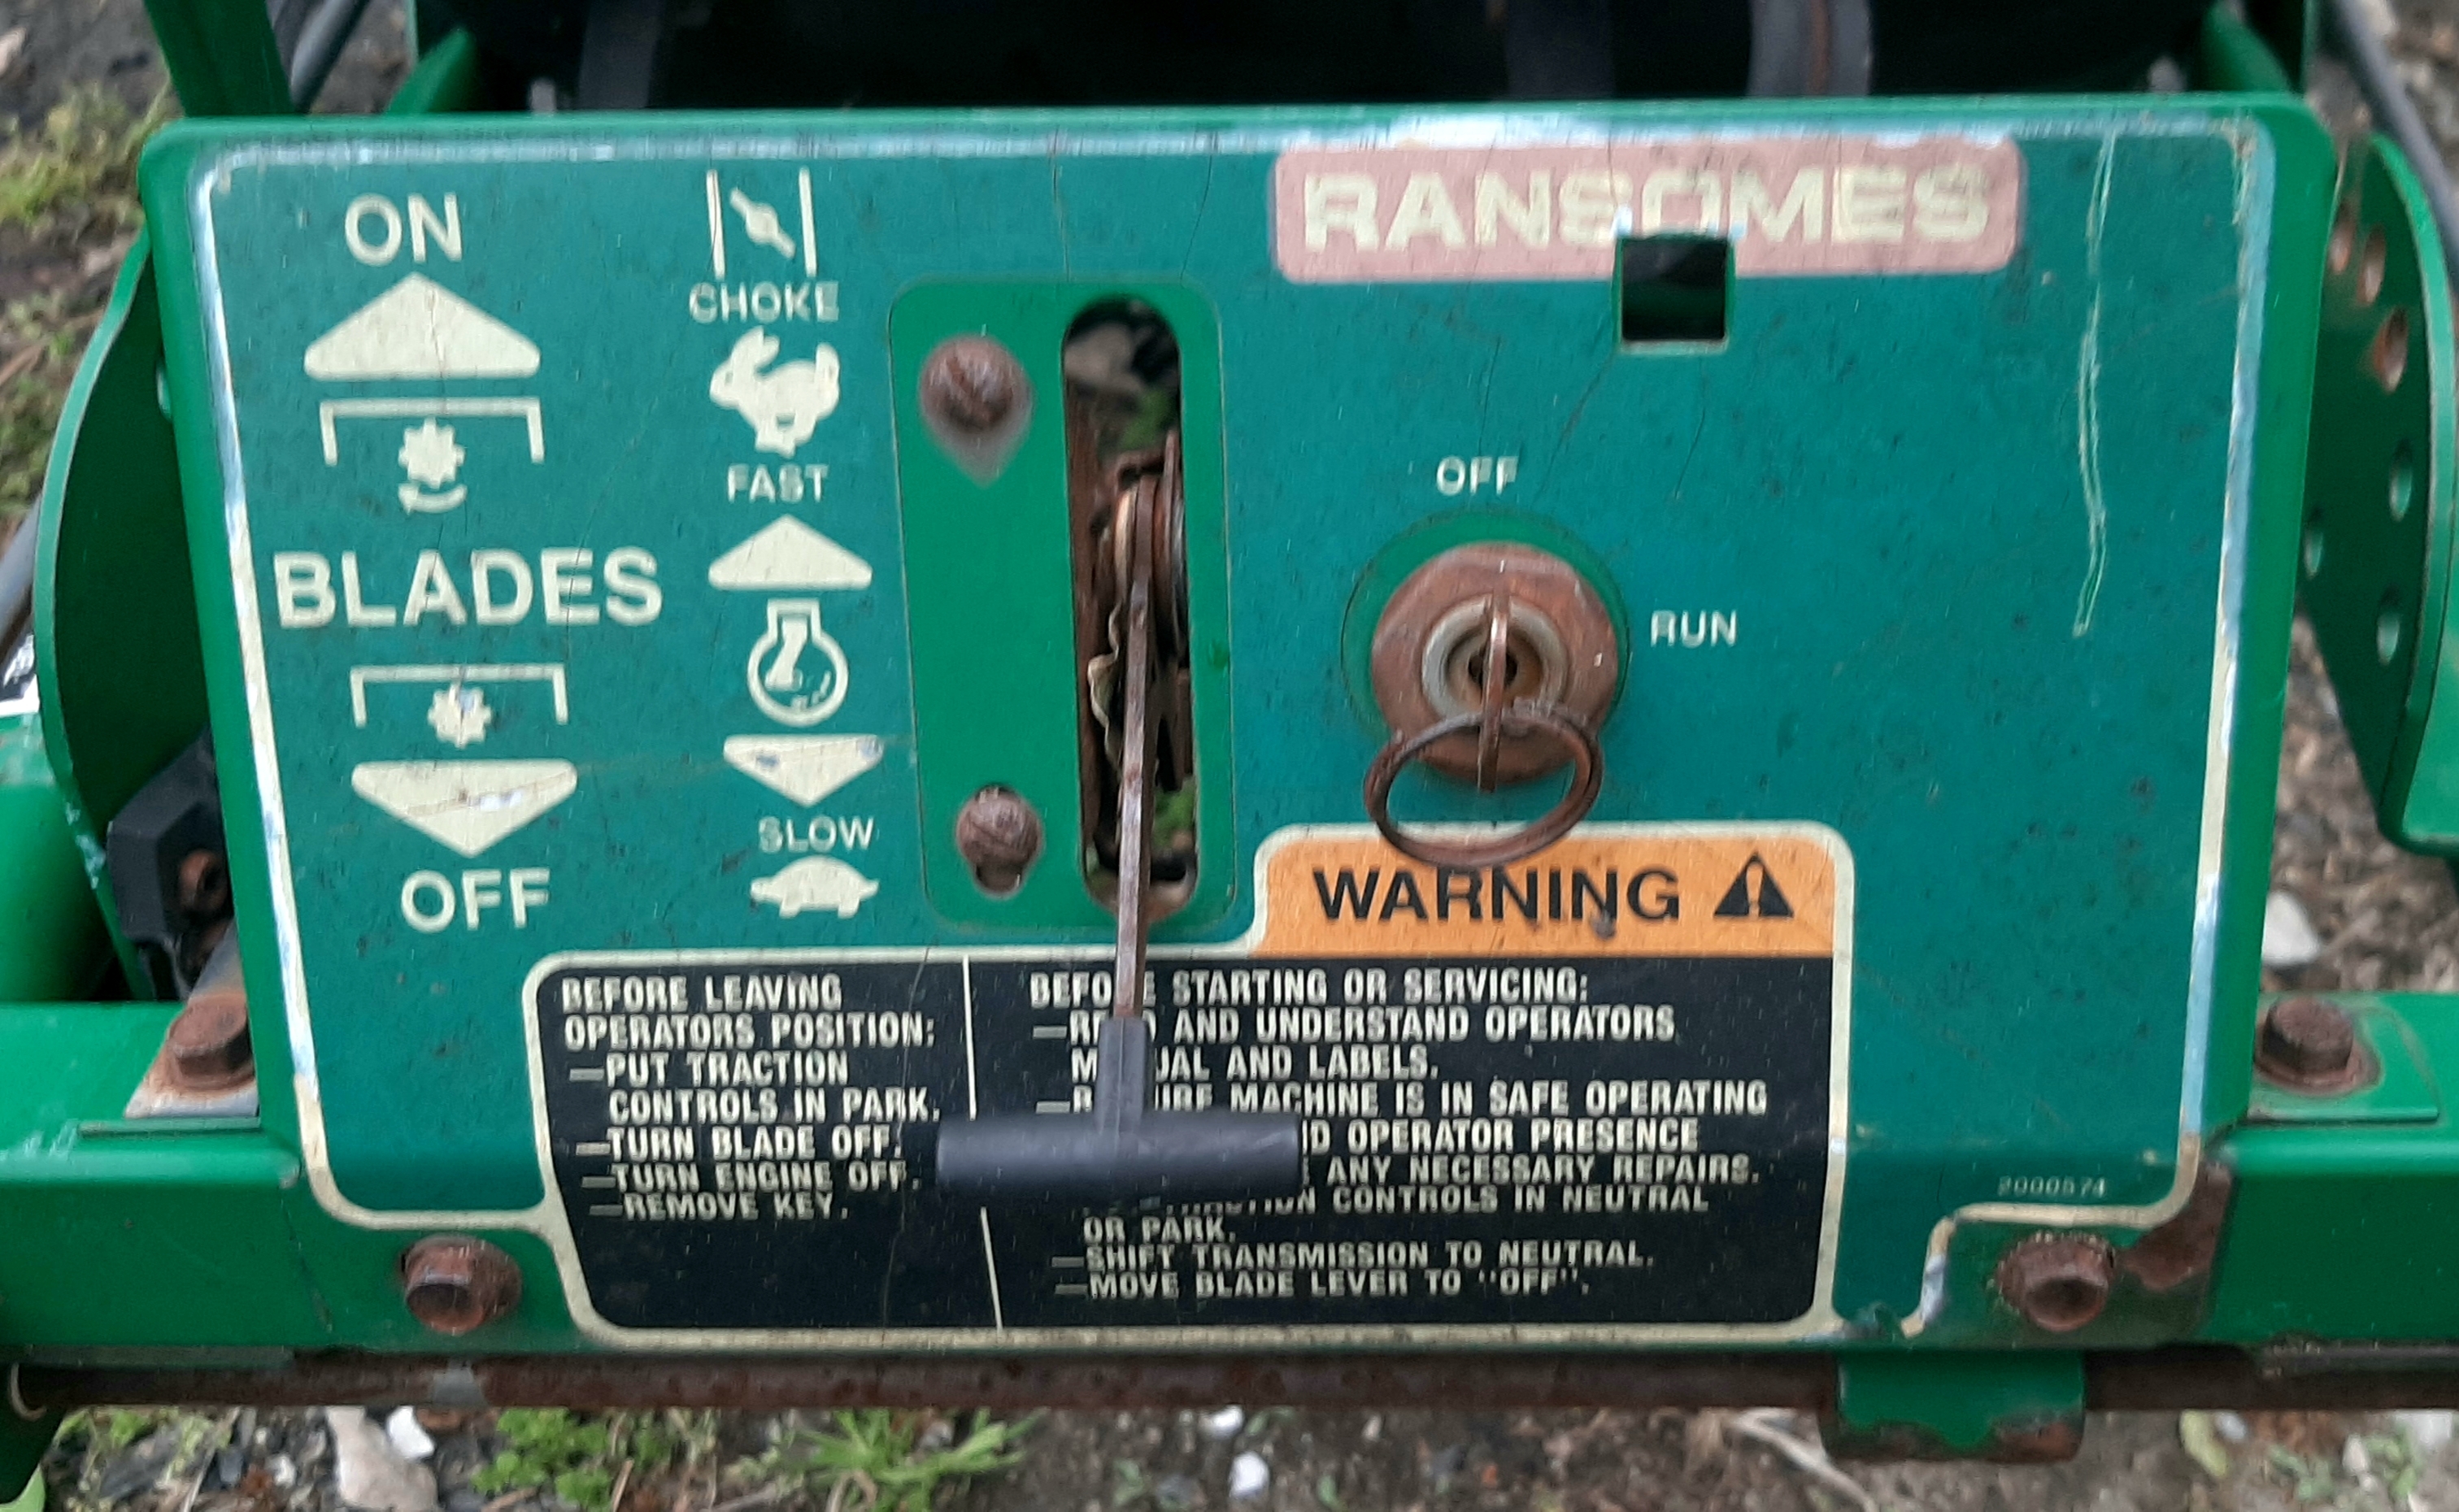 ON
BLADES
OFF
CHOKE
FAST
SLOW
RANSOMES
OFF
RUN
WARNING
BEFORE LEAVING
OPERATORS POSITION:
—PUT TRACTION
CONTROLS IN PARK.
—TURN BLADE OFF.
—TURN ENGINE OFF.
—REMOVE KEY.
STARTING OR SERVICING:
AND UNDERSTAND OPERATORS
AND LABELS.
MACHINE IS IN SAFE OPERATING
OPERATOR PRESENCE
ANY NECESSARY REPAIRS.
CONTROLS IN NEUTRAL
OR PARK.
—SHIFT TRANSMISSION TO NEUTRAL.
—MOVE BLADE LEVER TO "OFF".
2000574